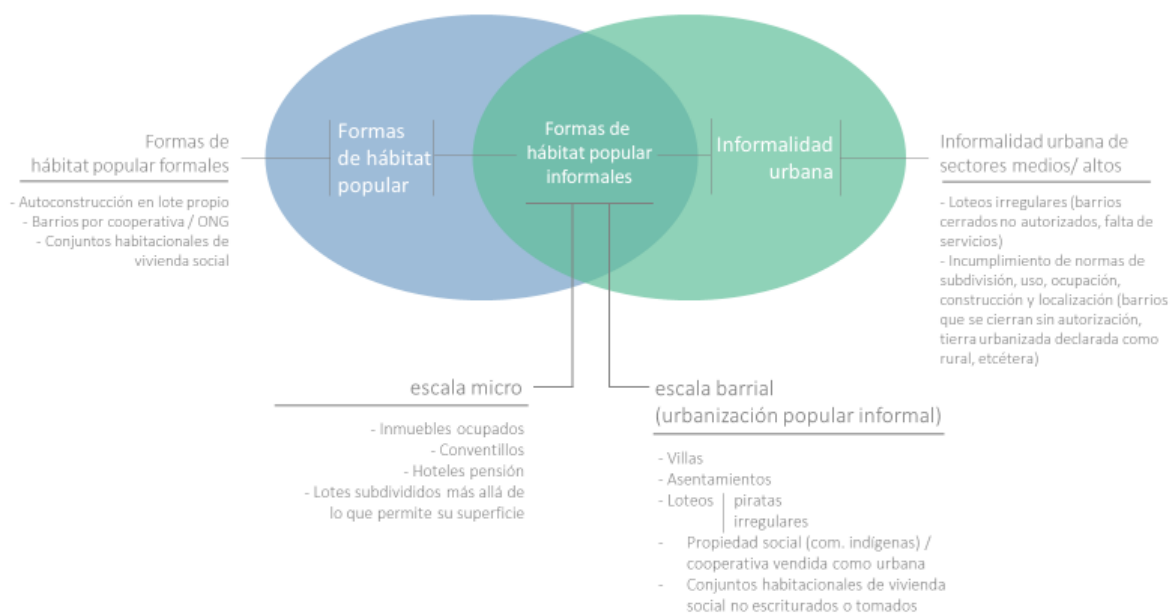 Formas de
hábitat popular formales
- Autoconstrucción en lote propio
- Barrios por cooperativa / ONG
- Conjuntos habitacionales de
vivienda social
Formas
de hábitat
popular
Formas de
hábitat popular
informales
Informalidad
urbana
Informalidad urbana de
sectores medios/ altos
- Loteos irregulares (barrios
cerrados no autorizados, falta de
servicios)
- Incumplimiento de normas de
subdivisión, uso, ocupación,
construcción y localización (barrios
que se cierran sin autorización,
tierra urbanizada declarada como
rural, etcétera)
escala micro
- Inmuebles ocupados
- Conventillos
- Hoteles pensión
- Lotes subdivididos más allá de
lo que permite su superficie
escala barrial
(urbanización popular informal)
- Villas
- Asentamientos
- Loteos piratas
irregulares
- Propiedad social (com. indígenas) /
cooperativa vendida como urbana
- Conjuntos habitacionales de vivienda
social no escriturados o tomados